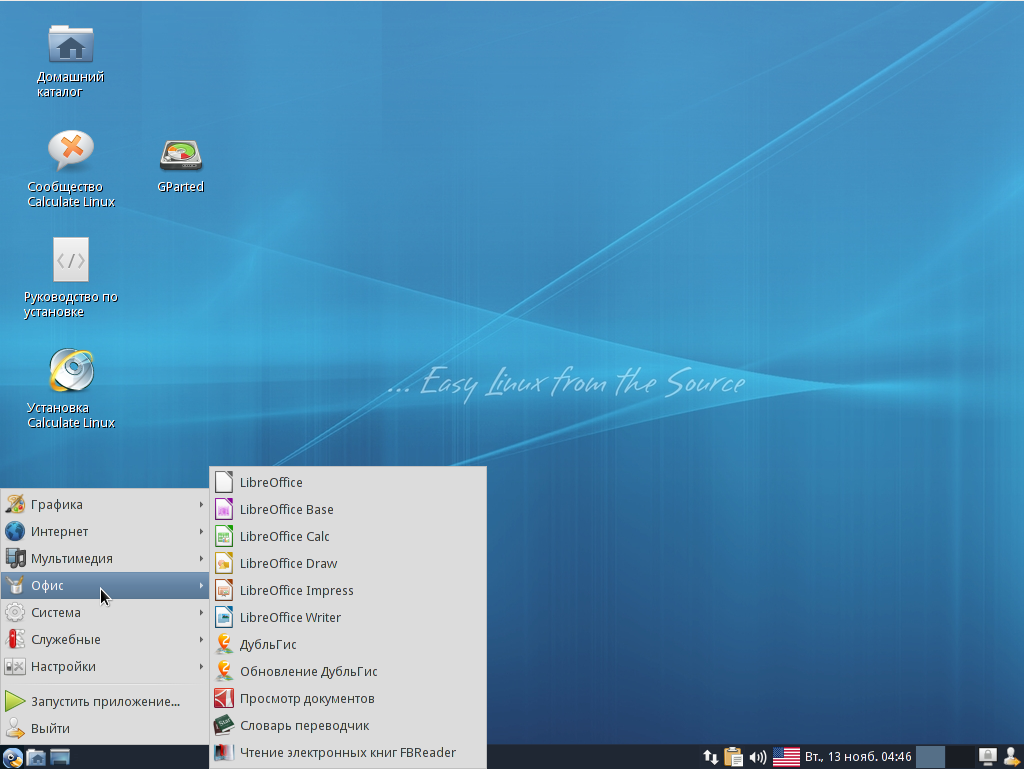 Домашний
каталог
Сообщество
Calculate Linux
GParted
Руководство по
установке
Установка
Calculate Linux
... Easy Linux from the Source
Графика
Интернет
Мультимедия
Офис
Система
Служебные
Настройки
Запустить приложение...
Выйти
LibreOffice
LibreOffice Base
LibreOffice Calc
LibreOffice Draw
LibreOffice Impress
LibreOffice Writer
ДубльГис
Обновление ДубльГис
Просмотр документов
Словарь переводчик
Чтение электронных книг FBReader
Вт., 13 нояб. 04:46